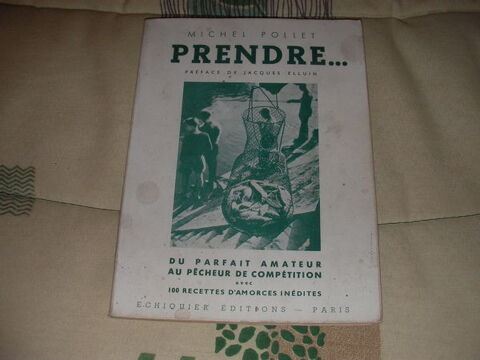 MICHEL POLLET
PRENDRE...
PRÉFACE DE JACQUES ELLUIN
DU PARFAIT AMATEUR
AU PÊCHEUR DE COMPÉTITION
avec
100 RECETTES D'AMORCES INÉDITES
ECHIQUIER ÉDITIONS — PARIS